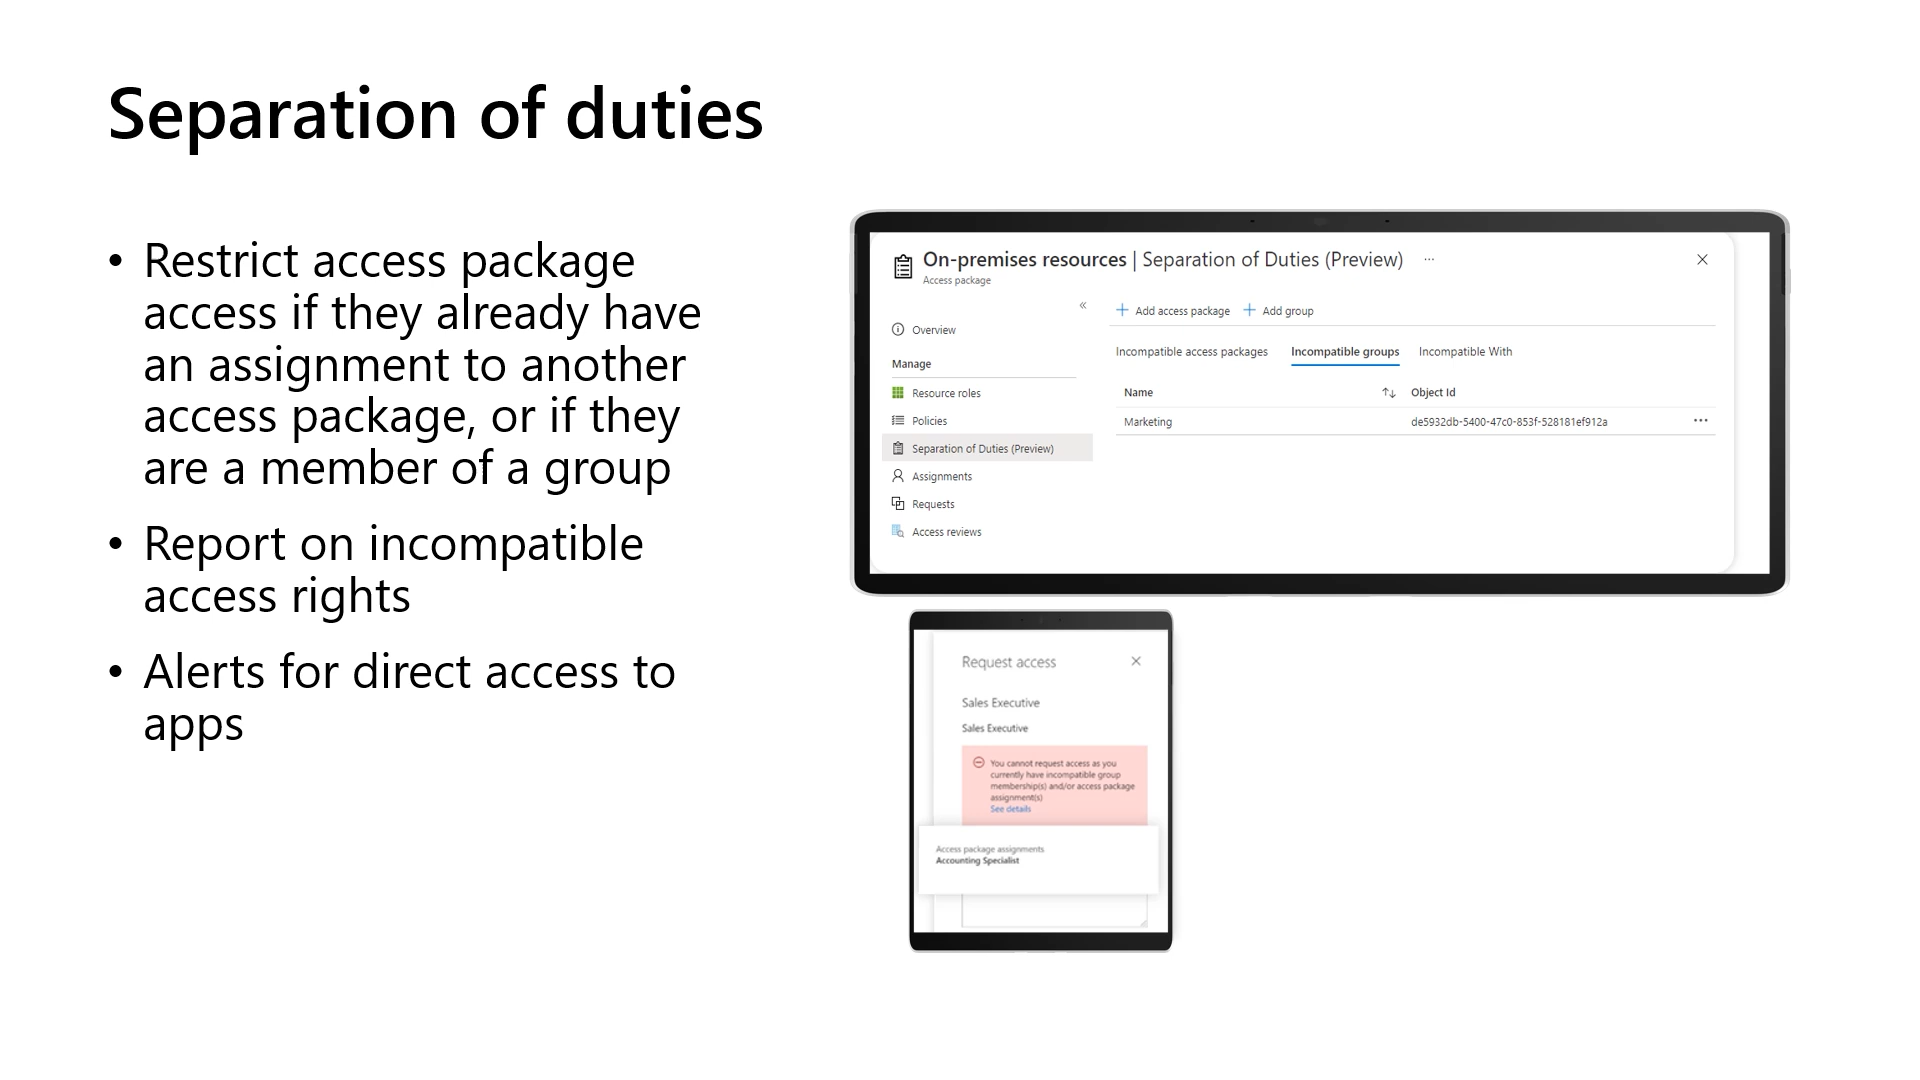 Separation of duties
• Restrict access package
access if they already have
an assignment to another
access package, or if they
are a member of a group
• Report on incompatible
access rights
• Alerts for direct access to
apps
On-premises resources | Separation of Duties (Preview) ...
Access package
«
Overview
Manage
Resource roles
Policies
Separation of Duties (Preview)
Assignments
Requests
Access reviews
+ Add access package + Add group
Incompatible access packages Incompatible groups Incompatible With
Name ↑↓ Object Id
Marketing de5932db-5400-47c0-853f-528181ef912a ...
Request access
Sales Executive
Sales Executive
You cannot request access as you
currently have incompatible group
membership(s) and/or access package
assignment(s)
See details
Access package assignments
Accounting Specialist